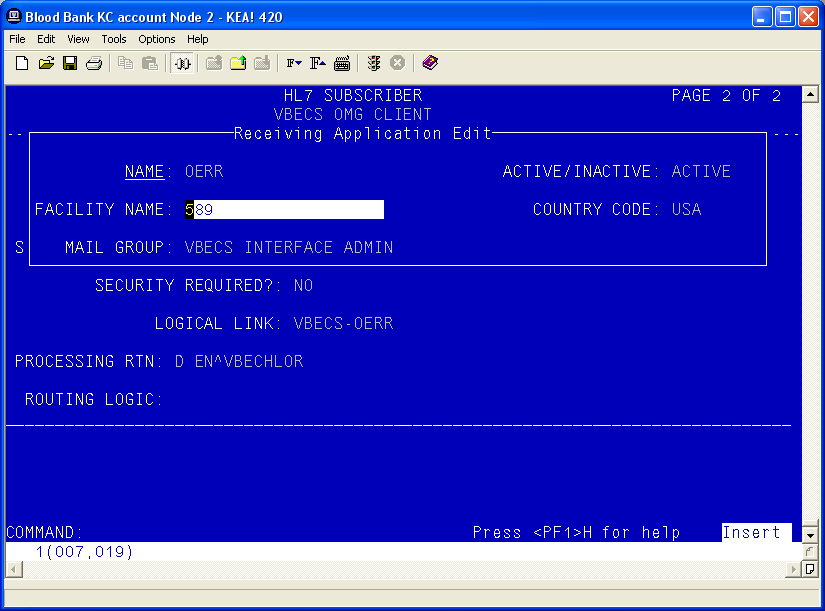 Blood Bank KC account Node 2 - KEA! 420
File Edit View Tools Options Help
HL7 SUBSCRIBER PAGE 2 OF 2
VBECS OMG CLIENT
Receiving Application Edit
NAME: OERR ACTIVE/INACTIVE: ACTIVE
FACILITY NAME: 589 COUNTRY CODE: USA
S MAIL GROUP: VBECS INTERFACE ADMIN
SECURITY REQUIRED?: NO
LOGICAL LINK: VBECS-OERR
PROCESSING RTN: D EN^VBECHLOR
ROUTING LOGIC:
COMMAND: Press <PF1>H for help Insert
1(007,019)